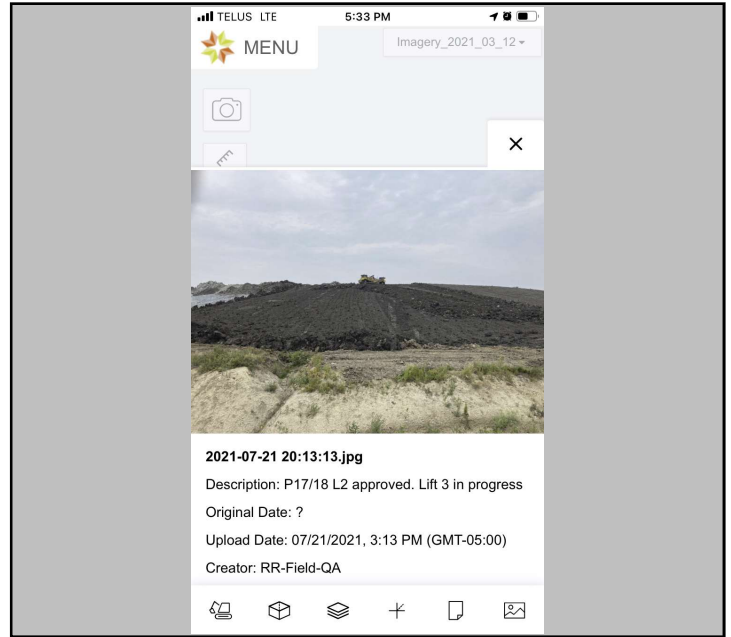 TELUS LTE 5:33 PM
MENU Imagery_2021_03_12
2021-07-21 20:13:13.jpg
Description: P17/18 L2 approved. Lift 3 in progress
Original Date: ?
Upload Date: 07/21/2021, 3:13 PM (GMT-05:00)
Creator: RR-Field-QA